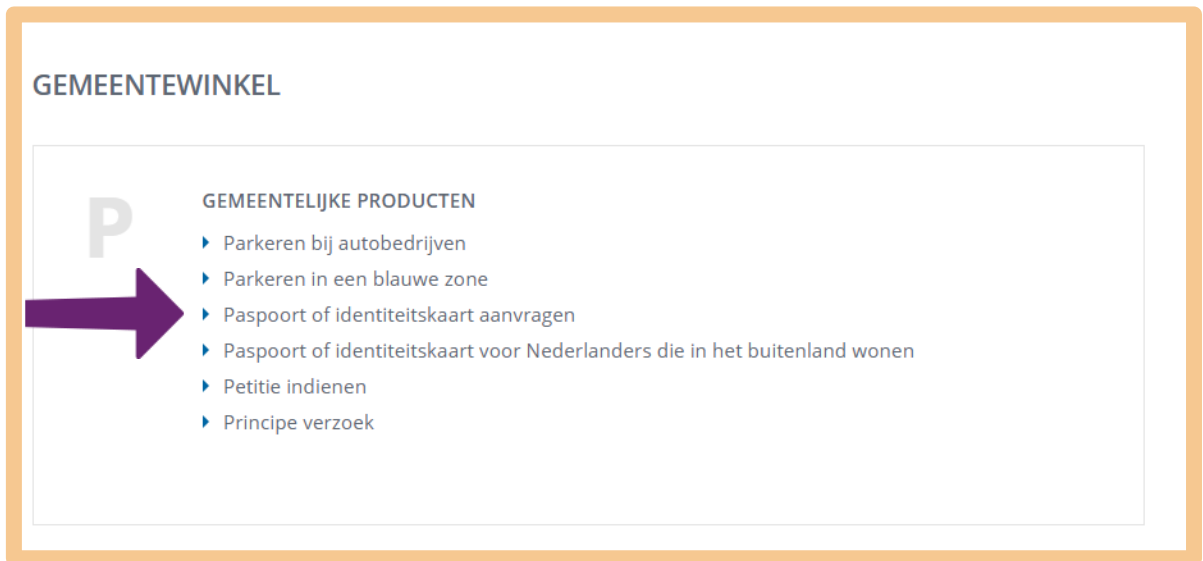 GEMEENTEWINKEL
P
GEMEENTELIJKE PRODUCTEN
Parkeren bij autobedrijven
Parkeren in een blauwe zone
Paspoort of identiteitskaart aanvragen
Paspoort of identiteitskaart voor Nederlanders die in het buitenland wonen
Petitie indienen
Principe verzoek